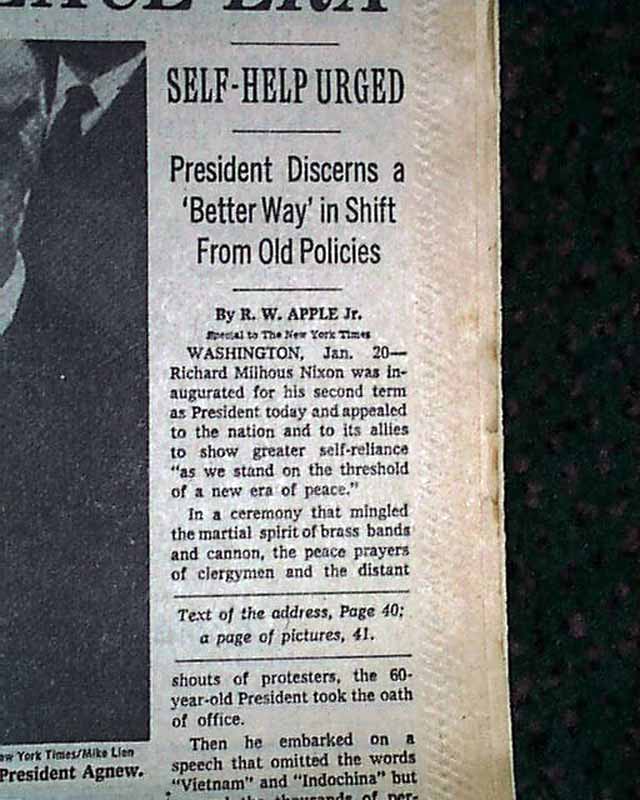 ERA
SELF-HELP URGED
President Discerns a
'Better Way' in Shift
From Old Policies
By R. W. APPLE Jr.
Special to The New York Times
WASHINGTON, Jan. 20—
Richard Milhous Nixon was in-
augurated for his second term
as President today and appealed
to the nation and to its allies
to show greater self-reliance
"as we stand on the threshold
of a new era of peace."
In a ceremony that mingled
the martial spirit of brass bands
and cannon, the peace prayers
of clergymen and the distant
Text of the address, Page 40;
a page of pictures, 41.
shouts of protesters, the 60-
year-old President took the oath
of office.
Then he embarked on a
speech that omitted the words
"Vietnam" and "Indochina" but
the thousands of per-
ew York Times/Mike Lien
President Agnew.